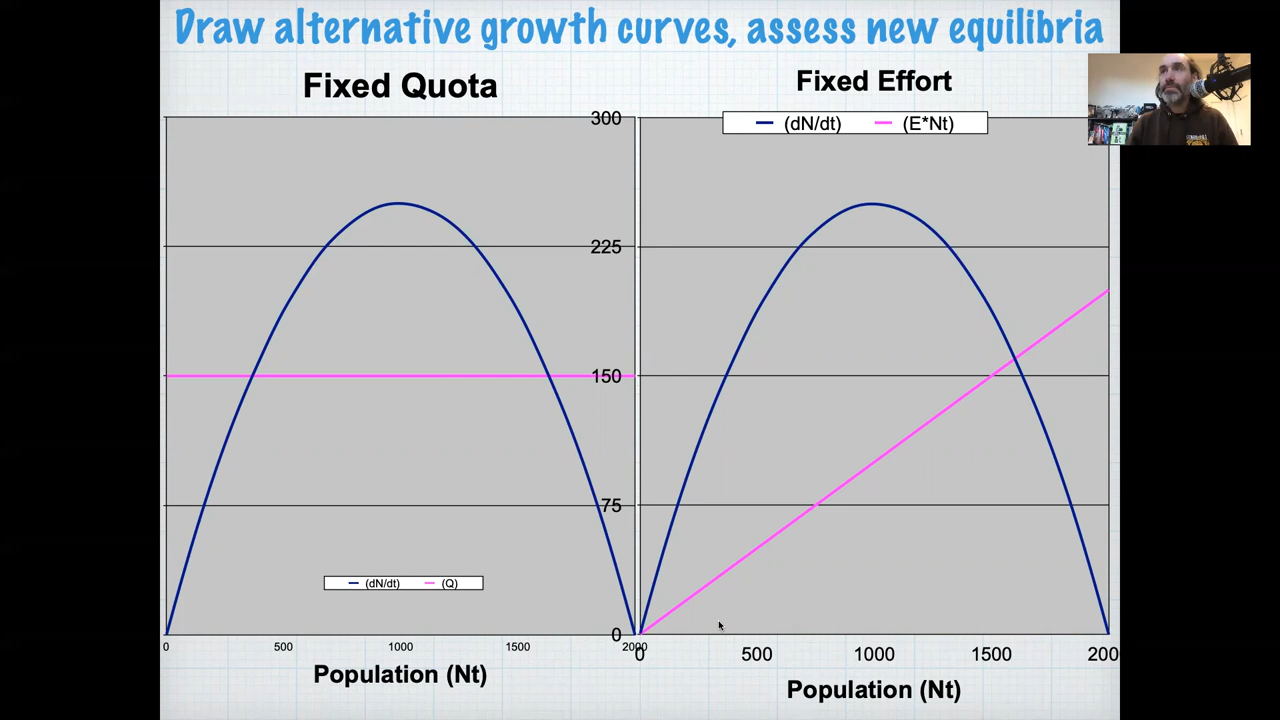 Draw alternative growth curves, assess new equilibria
Fixed Quota
(dN/dt) (Q)
0 500 1000 1500 2000
Population (Nt)
Fixed Effort
(dN/dt) (E*Nt)
300
225
150
75
0
0 500 1000 1500 200
Population (Nt)